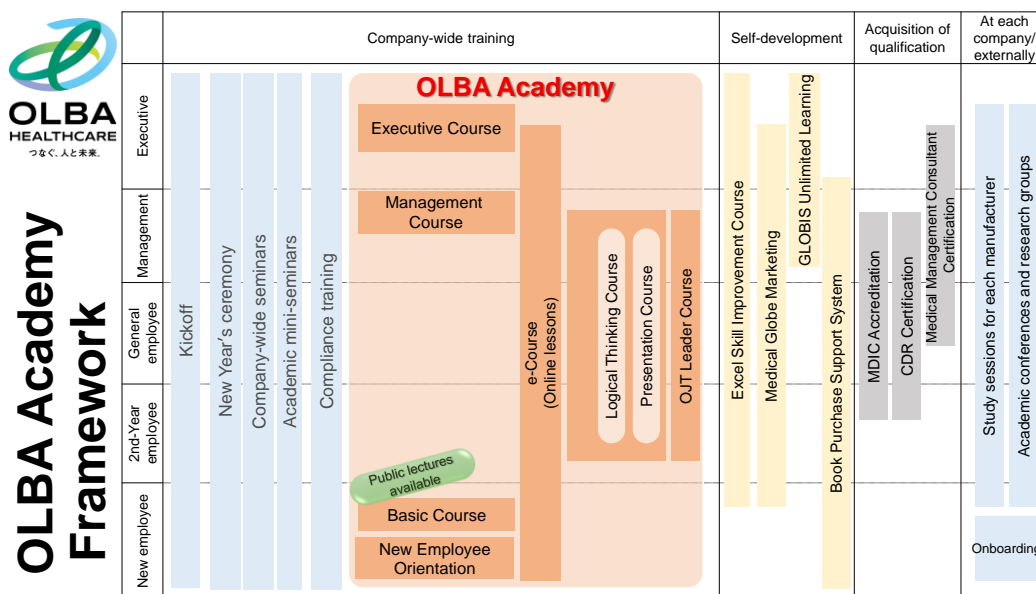 OLBA
HEALTHCARE
つなぐ、人と未来。
OLBA Academy
Framework
Company-wide training
Self-development
Acquisition of
qualification
At each
company/
externally
Executive
Management
General
employee
2nd-Year
employee
New employee
Kickoff
New Year's ceremony
Company-wide seminars
Academic mini-seminars
Compliance training
OLBA Academy
Executive Course
Management
Course
Public lectures
available
Basic Course
New Employee
Orientation
e-Course
(Online lessons)
Logical Thinking Course
Presentation Course
OJT Leader Course
Excel Skill Improvement Course
Medical Globe Marketing
GLOBIS Unlimited Learning
Book Purchase Support System
MDIC Accreditation
CDR Certification
Medical Management Consultant
Certification
Study sessions for each manufacturer
Academic conferences and research groups
Onboarding